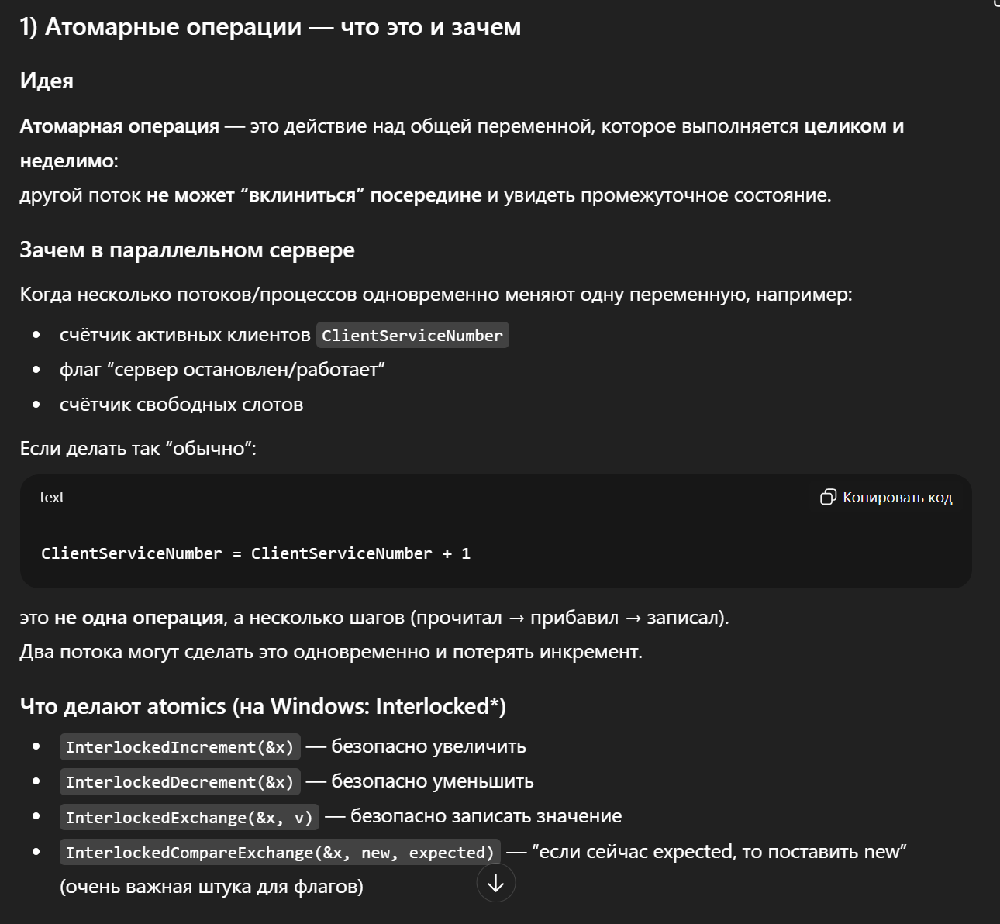 1) Атомарные операции — что это и зачем
Идея
Атомарная операция — это действие над общей переменной, которое выполняется целиком и
неделимо:
другой поток не может “вклиниться” посередине и увидеть промежуточное состояние.
Зачем в параллельном сервере
Когда несколько потоков/процессов одновременно меняют одну переменную, например:
• счётчик активных клиентов ClientServiceNumber
• флаг “сервер остановлен/работает”
• счётчик свободных слотов
Если делать так “обычно”:
text Копировать код
ClientServiceNumber = ClientServiceNumber + 1
это не одна операция, а несколько шагов (прочитал → прибавил → записал).
Два потока могут сделать это одновременно и потерять инкремент.
Что делают atomics (на Windows: Interlocked*)
• InterlockedIncrement(&x) — безопасно увеличить
• InterlockedDecrement(&x) — безопасно уменьшить
• InterlockedExchange(&x, v) — безопасно записать значение
• InterlockedCompareExchange(&x, new, expected) — “если сейчас expected, то поставить new”
(очень важная штука для флагов)